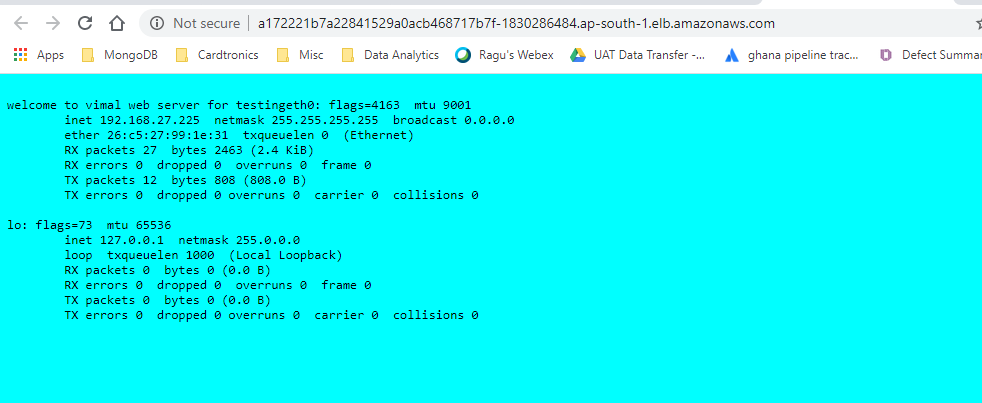 Not secure | a172221b7a22841529a0acb468717b7f-1830286484.ap-south-1.elb.amazonaws.com
Apps MongoDB Cardtronics Misc Data Analytics Ragu's Webex UAT Data Transfer -... ghana pipeline trac... Defect Summar
welcome to vimal web server for testingeth0: flags=4163  mtu 9001
        inet 192.168.27.225  netmask 255.255.255.255  broadcast 0.0.0.0
        ether 26:c5:27:99:1e:31  txqueuelen 0  (Ethernet)
        RX packets 27  bytes 2463 (2.4 KiB)
        RX errors 0  dropped 0  overruns 0  frame 0
        TX packets 12  bytes 808 (808.0 B)
        TX errors 0  dropped 0 overruns 0  carrier 0  collisions 0
lo: flags=73  mtu 65536
        inet 127.0.0.1  netmask 255.0.0.0
        loop  txqueuelen 1000  (Local Loopback)
        RX packets 0  bytes 0 (0.0 B)
        RX errors 0  dropped 0  overruns 0  frame 0
        TX packets 0  bytes 0 (0.0 B)
        TX errors 0  dropped 0 overruns 0  carrier 0  collisions 0